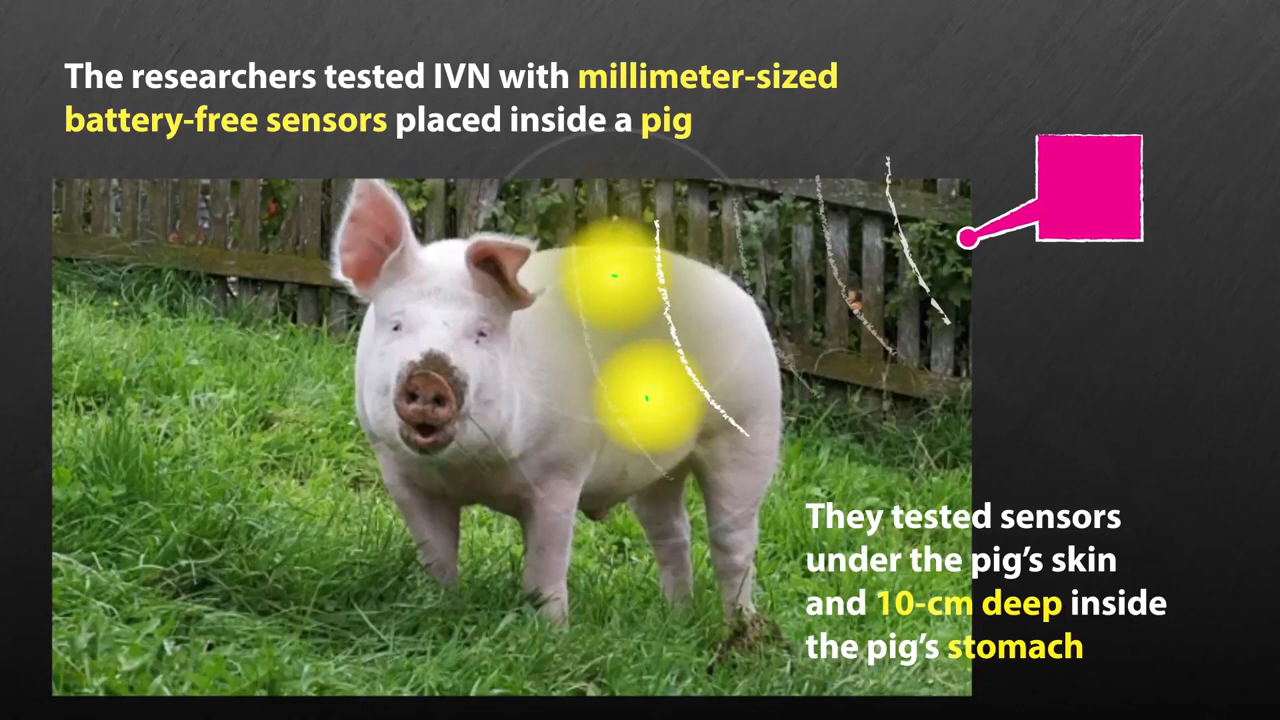 The researchers tested IVN with millimeter-sized
battery-free sensors placed inside a pig
They tested sensors
under the pig’s skin
and 10-cm deep inside
the pig’s stomach